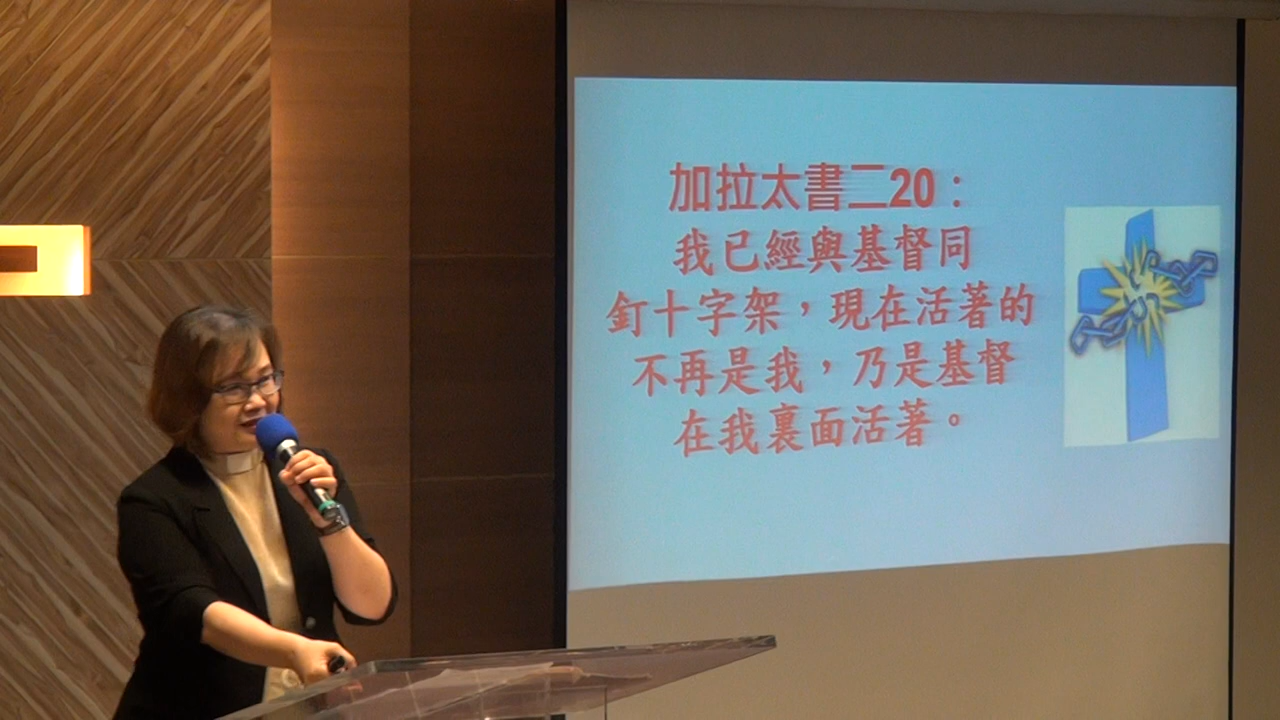 加拉太書二20：
我已經與基督同
釘十字架，現在活著的
不再是我，乃是基督
在我裏面活著。